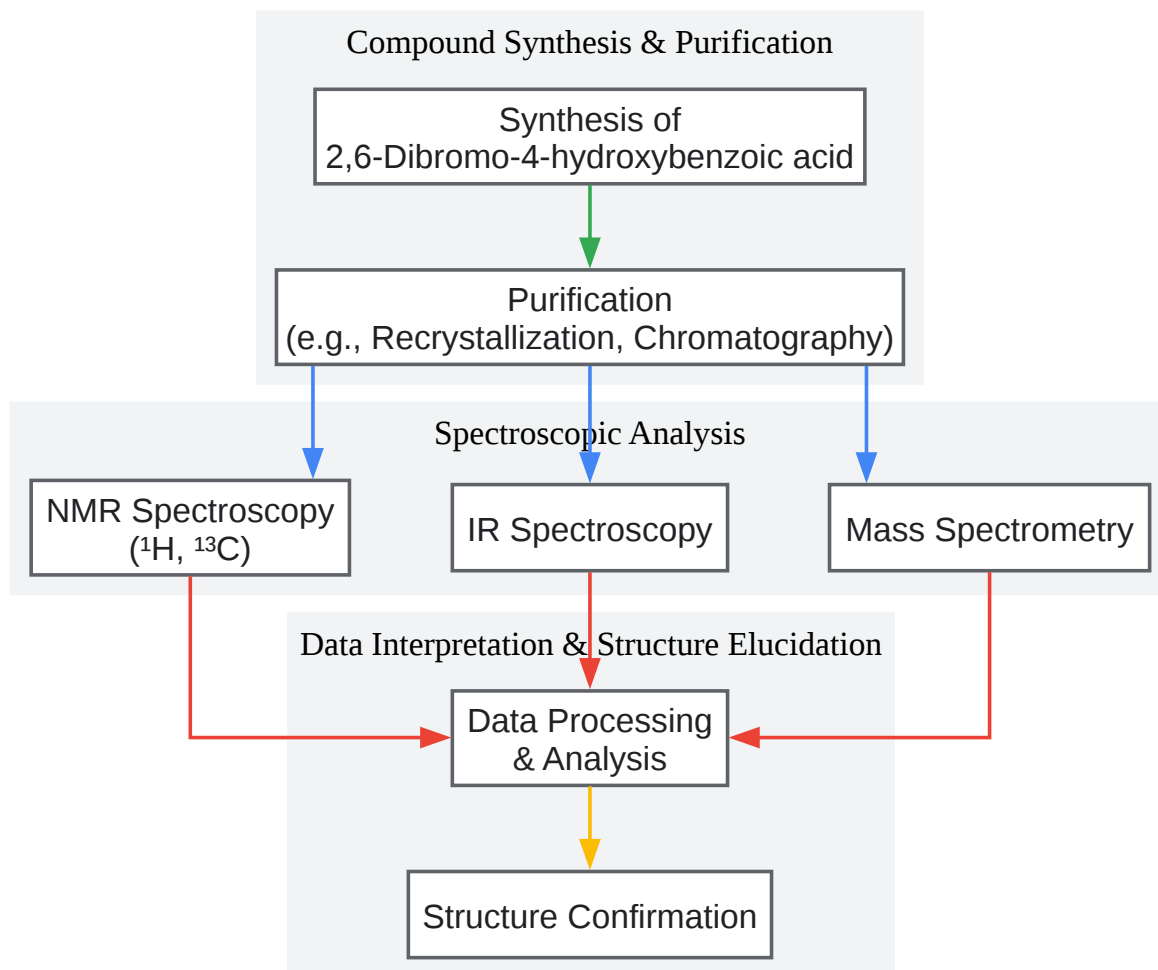 Compound Synthesis & Purification
Synthesis of
2,6-Dibromo-4-hydroxybenzoic acid
Purification
(e.g., Recrystallization, Chromatography)
Spectroscopic Analysis
NMR Spectroscopy
(¹H, ¹³C)
IR Spectroscopy
Mass Spectrometry
Data Interpretation & Structure Elucidation
Data Processing
& Analysis
Structure Confirmation